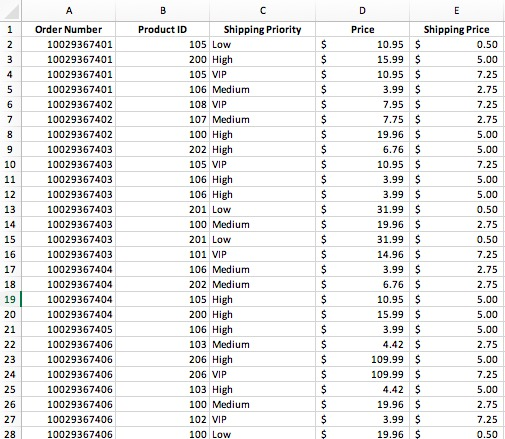 A B C D E
1 Order Number Product ID Shipping Priority Price Shipping Price
2 10029367401 105 Low $ 10.95 $ 0.50
3 10029367401 200 High $ 15.99 $ 5.00
4 10029367401 105 VIP $ 10.95 $ 7.25
5 10029367401 106 Medium $ 3.99 $ 2.75
6 10029367402 108 VIP $ 7.95 $ 7.25
7 10029367402 107 Medium $ 7.75 $ 2.75
8 10029367402 100 High $ 19.96 $ 5.00
9 10029367403 202 High $ 6.76 $ 5.00
10 10029367403 105 VIP $ 10.95 $ 7.25
11 10029367403 106 High $ 3.99 $ 5.00
12 10029367403 106 High $ 3.99 $ 5.00
13 10029367403 201 Low $ 31.99 $ 0.50
14 10029367403 100 Medium $ 19.96 $ 2.75
15 10029367403 201 Low $ 31.99 $ 0.50
16 10029367403 101 VIP $ 14.96 $ 7.25
17 10029367404 106 Medium $ 3.99 $ 2.75
18 10029367404 202 Medium $ 6.76 $ 2.75
19 10029367404 105 High $ 10.95 $ 5.00
20 10029367404 200 High $ 15.99 $ 5.00
21 10029367405 106 High $ 3.99 $ 5.00
22 10029367406 103 Medium $ 4.42 $ 2.75
23 10029367406 206 High $ 109.99 $ 5.00
24 10029367406 206 VIP $ 109.99 $ 7.25
25 10029367406 103 High $ 4.42 $ 5.00
26 10029367406 100 Medium $ 19.96 $ 2.75
27 10029367406 102 VIP $ 3.99 $ 7.25
28 10029367406 100 Low $ 19.96 $ 0.50